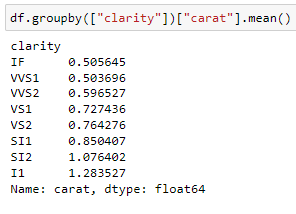 df.groupby(["clarity"])["carat"].mean()
clarity
IF      0.505645
VVS1    0.503696
VVS2    0.596527
VS1     0.727436
VS2     0.764276
SI1     0.850407
SI2     1.076402
I1      1.283527
Name: carat, dtype: float64